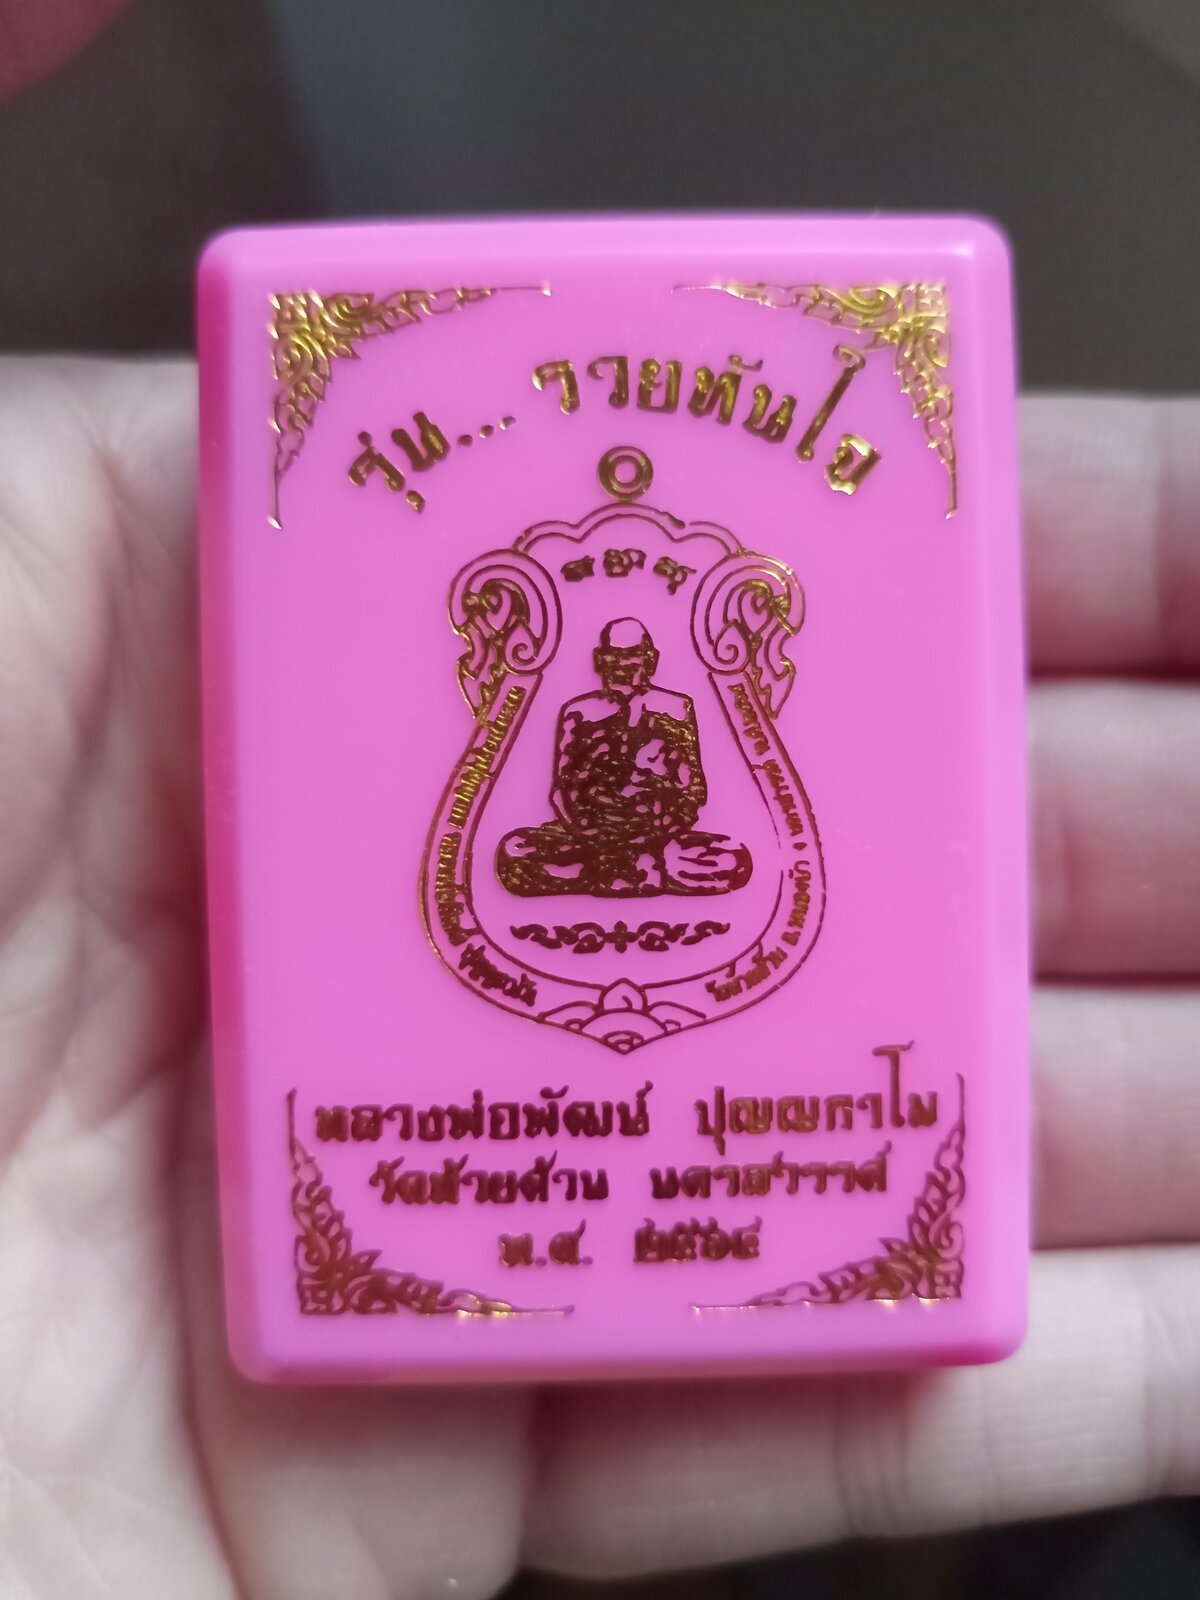 รุ่น... รวยทันใจ
หลวงพ่อพัฒน์ ปุญญกาโม
วัดห้วยด้วน นครสวรรค์
พ.ศ. ๒๕๖๔